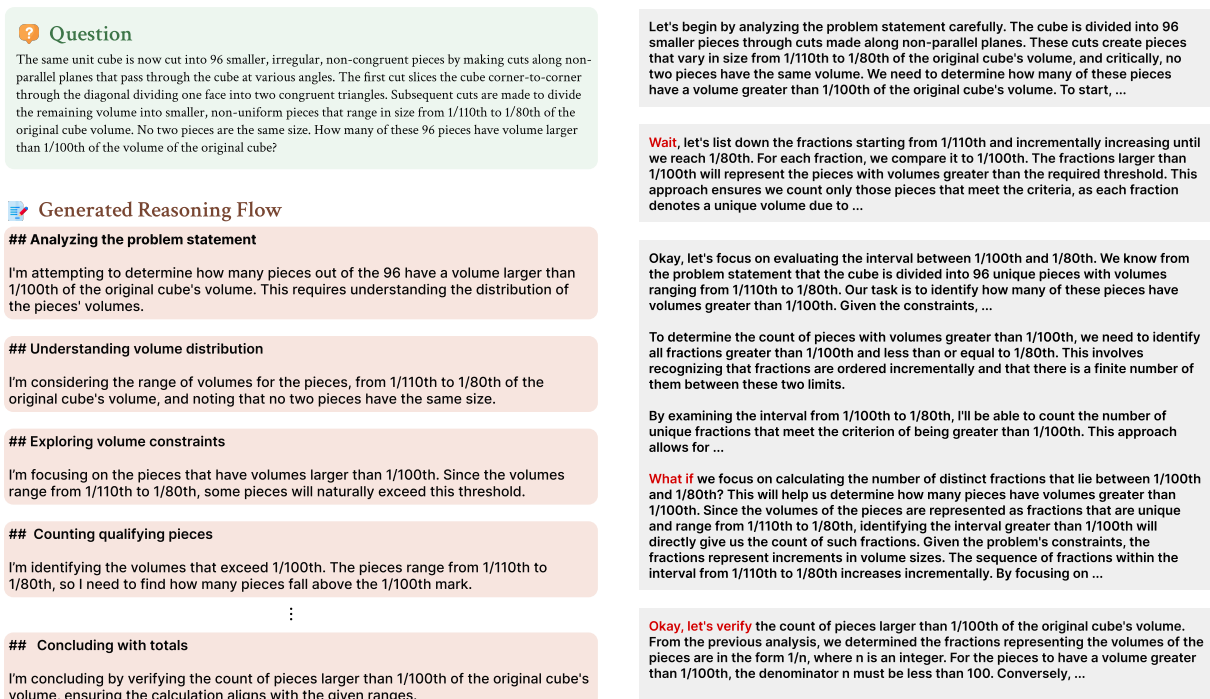 Question
The same unit cube is now cut into 96 smaller, irregular, non-congruent pieces by making cuts along non-
parallel planes that pass through the cube at various angles. The first cut slices the cube corner-to-corner
through the diagonal dividing one face into two congruent triangles. Subsequent cuts are made to divide
the remaining volume into smaller, non-uniform pieces that range in size from 1/110th to 1/80th of the
original cube volume. No two pieces are the same size. How many of these 96 pieces have volume larger
than 1/100th of the volume of the original cube?
Generated Reasoning Flow
## Analyzing the problem statement
I'm attempting to determine how many pieces out of the 96 have a volume larger than
1/100th of the original cube's volume. This requires understanding the distribution of
the pieces' volumes.
## Understanding volume distribution
I'm considering the range of volumes for the pieces, from 1/110th to 1/80th of the
original cube's volume, and noting that no two pieces have the same size.
## Exploring volume constraints
I'm focusing on the pieces that have volumes larger than 1/100th. Since the volumes
range from 1/110th to 1/80th, some pieces will naturally exceed this threshold.
## Counting qualifying pieces
I'm identifying the volumes that exceed 1/100th. The pieces range from 1/110th to
1/80th, so I need to find how many pieces fall above the 1/100th mark.
⋮
## Concluding with totals
I'm concluding by verifying the count of pieces larger than 1/100th of the original cube's
volume, ensuring the calculation aligns with the given ranges.
Let's begin by analyzing the problem statement carefully. The cube is divided into 96
smaller pieces through cuts made along non-parallel planes. These cuts create pieces
that vary in size from 1/110th to 1/80th of the original cube's volume, and critically, no
two pieces have the same volume. We need to determine how many of these pieces
have a volume greater than 1/100th of the original cube's volume. To start, ...
Wait, let's list down the fractions starting from 1/110th and incrementally increasing until
we reach 1/80th. For each fraction, we compare it to 1/100th. The fractions larger than
1/100th will represent the pieces with volumes greater than the required threshold. This
approach ensures we count only those pieces that meet the criteria, as each fraction
denotes a unique volume due to ...
Okay, let's focus on evaluating the interval between 1/100th and 1/80th. We know from
the problem statement that the cube is divided into 96 unique pieces with volumes
ranging from 1/110th to 1/80th. Our task is to identify how many of these pieces have
volumes greater than 1/100th. Given the constraints, ...
To determine the count of pieces with volumes greater than 1/100th, we need to identify
all fractions greater than 1/100th and less than or equal to 1/80th. This involves
recognizing that fractions are ordered incrementally and that there is a finite number of
them between these two limits.
By examining the interval from 1/100th to 1/80th, I'll be able to count the number of
unique fractions that meet the criterion of being greater than 1/100th. This approach
allows for ...
What if we focus on calculating the number of distinct fractions that lie between 1/100th
and 1/80th? This will help us determine how many pieces have volumes greater than
1/100th. Since the volumes of the pieces are represented as fractions that are unique
and range from 1/110th to 1/80th, identifying the interval greater than 1/100th will
directly give us the count of such fractions. Given the problem's constraints, the
fractions represent increments in volume sizes. The sequence of fractions within the
interval from 1/110th to 1/80th increases incrementally. By focusing on ...
Okay, let's verify the count of pieces larger than 1/100th of the original cube's volume.
From the previous analysis, we determined the fractions representing the volumes of the
pieces are in the form 1/n, where n is an integer. For the pieces to have a volume greater
than 1/100th, the denominator n must be less than 100. Conversely, ...